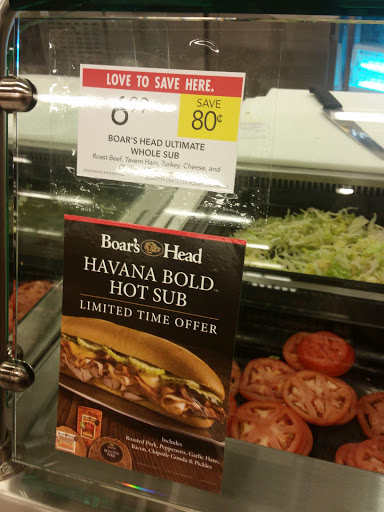 LOVE TO SAVE HERE.
SAVE
80¢
BOAR'S HEAD ULTIMATE
WHOLE SUB
Roast Beef, Tavern Ham, Turkey, Cheese, and
Boar's Head
HAVANA BOLD™
HOT SUB
LIMITED TIME OFFER
Includes
Roasted Pork, Pepperoni, Garlic Ham,
Bacon, Chipotle Gouda & Pickles